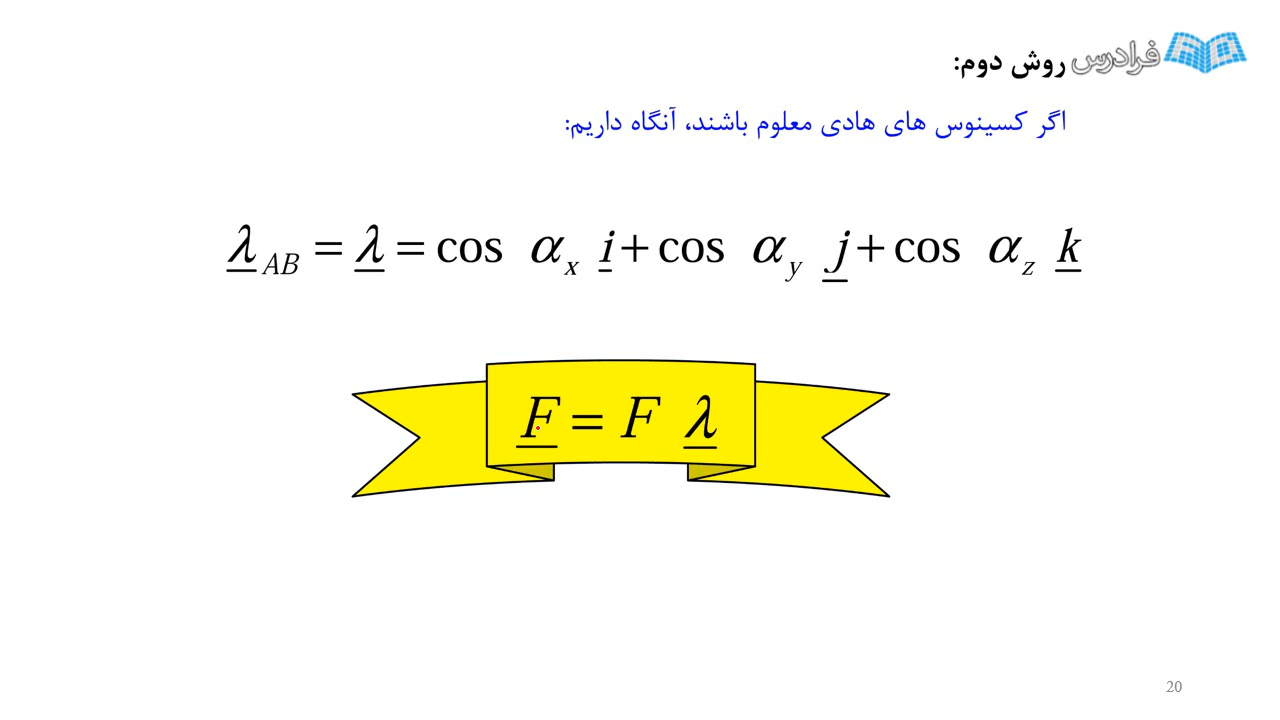 فرادرس
روش دوم:
اگر کسینوس های هادی معلوم باشند، آنگاه داریم:
λ_AB = λ = cos α_x i + cos α_y j + cos α_z k
F = F λ
20